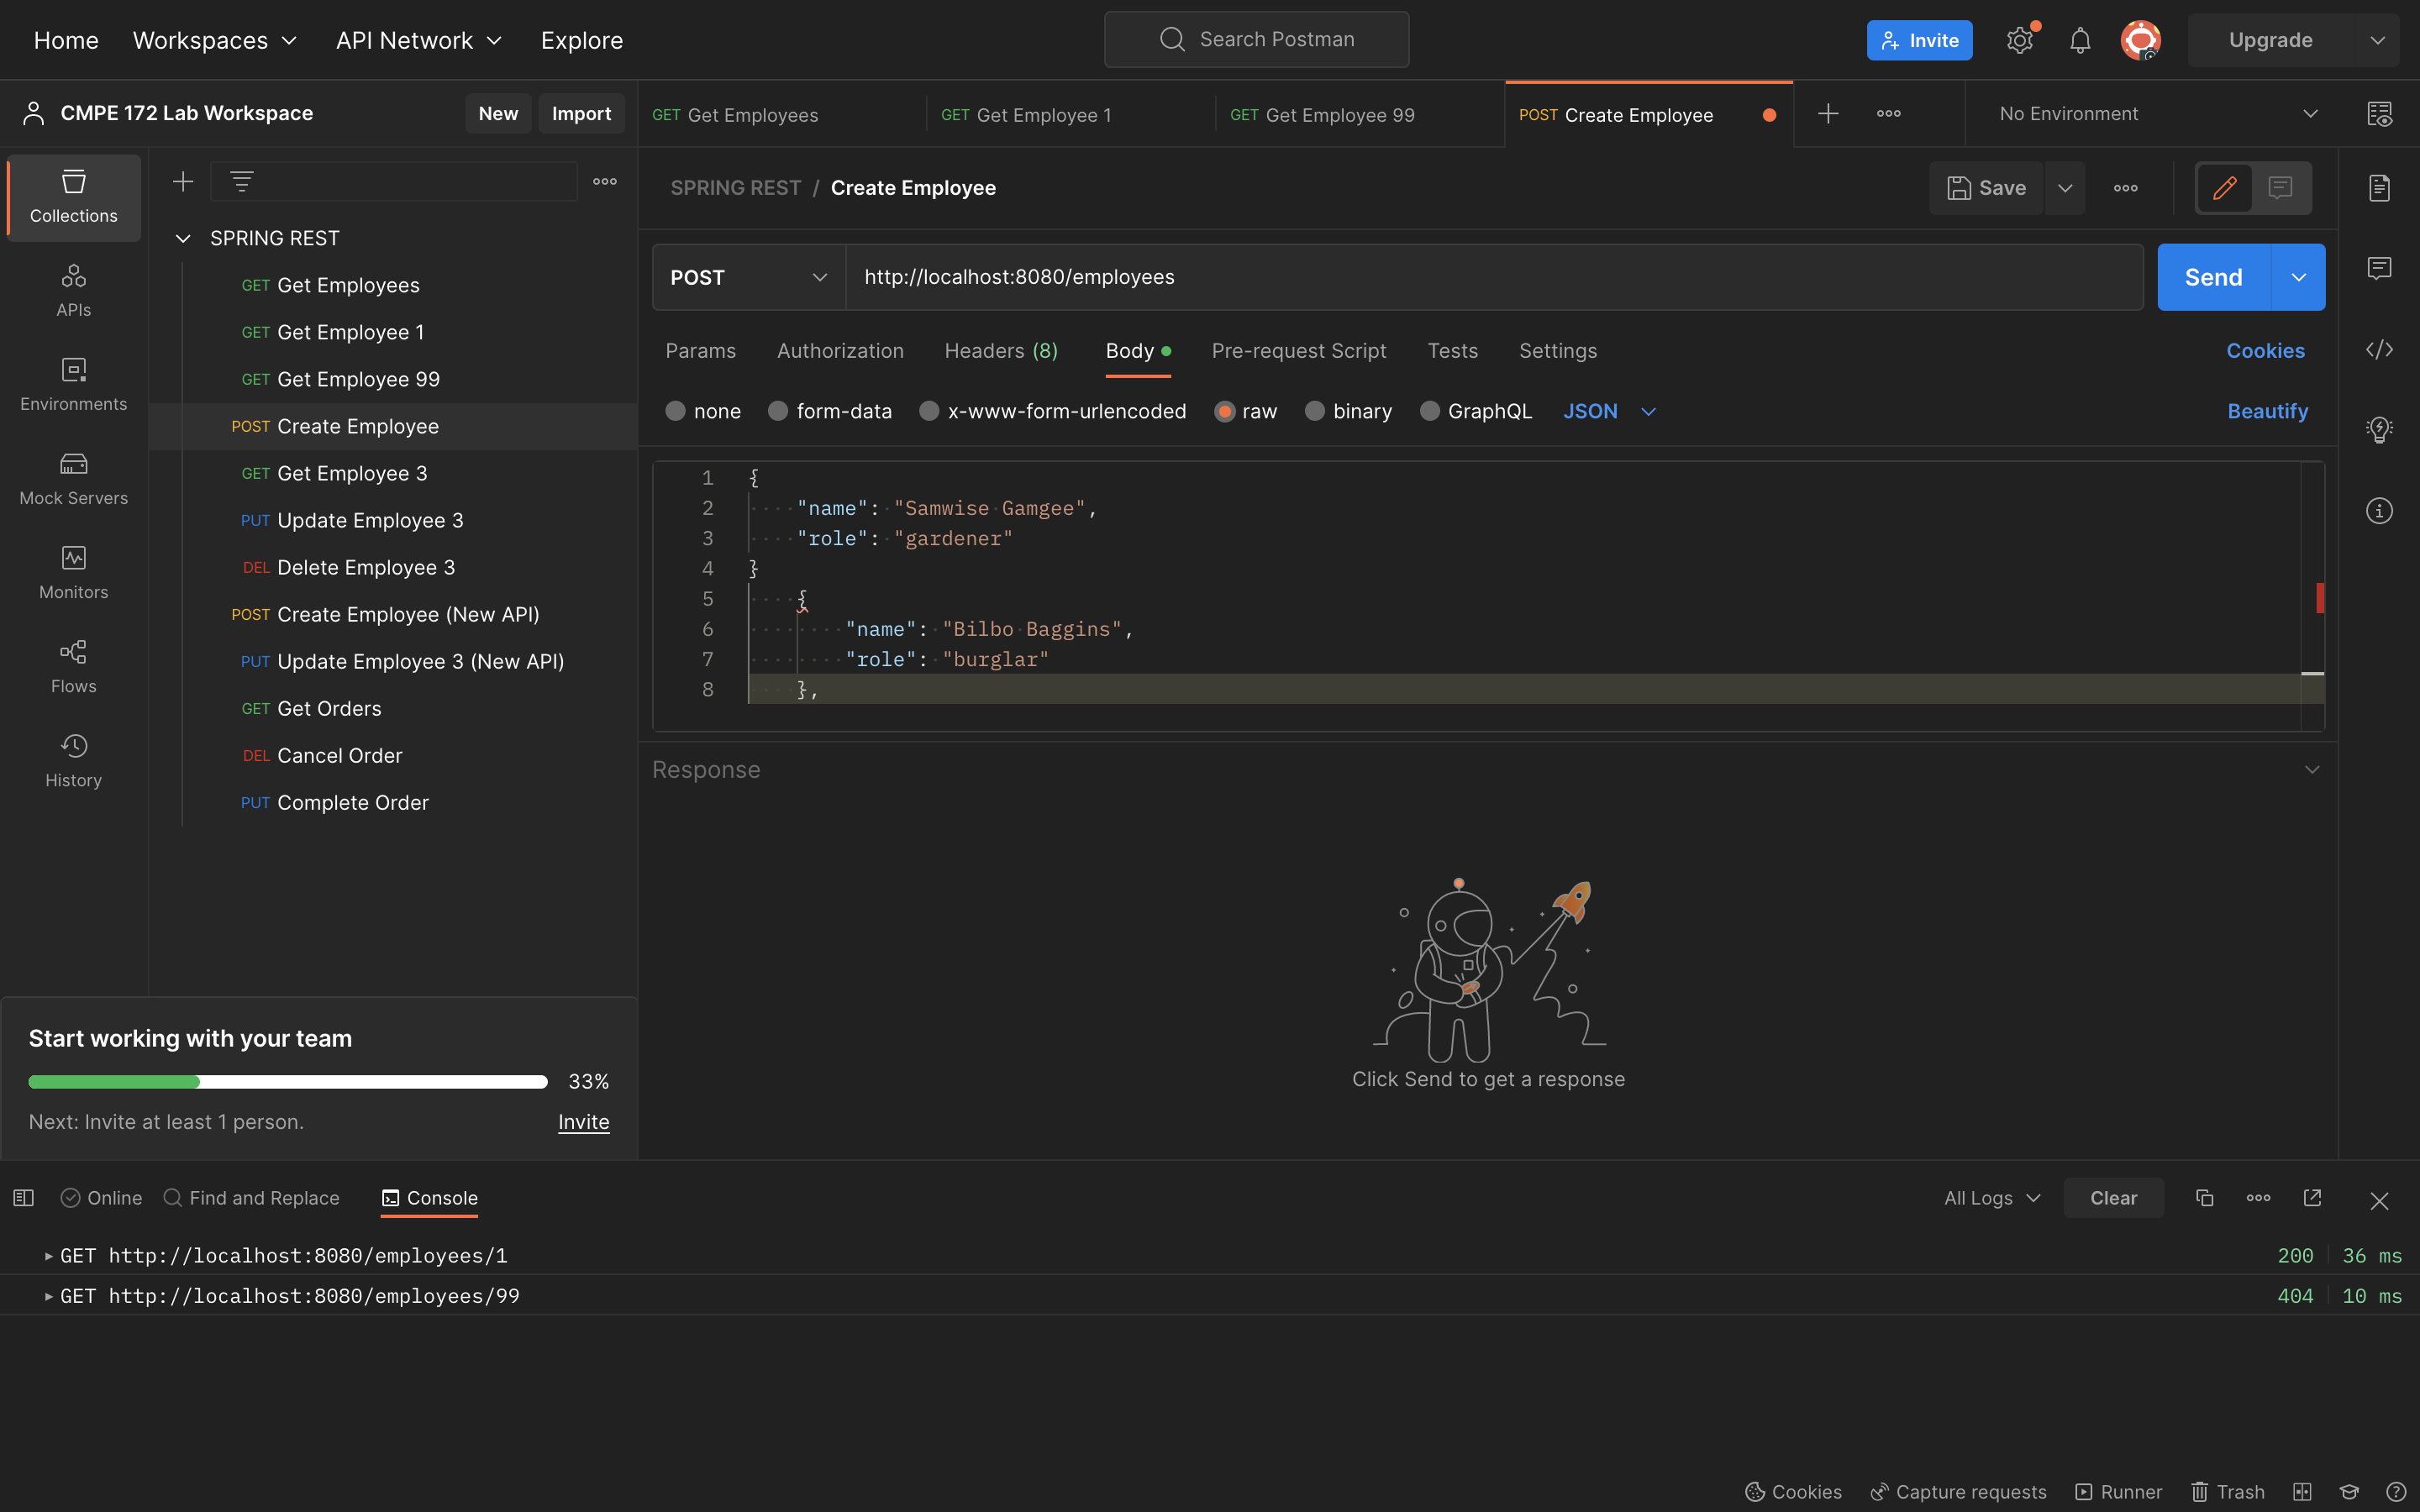 Home Workspaces API Network Explore Search Postman Invite Upgrade
CMPE 172 Lab Workspace New Import
GET Get Employees GET Get Employee 1 GET Get Employee 99 POST Create Employee No Environment
Collections
APIs
Environments
Mock Servers
Monitors
Flows
History
SPRING REST
GET Get Employees
GET Get Employee 1
GET Get Employee 99
POST Create Employee
GET Get Employee 3
PUT Update Employee 3
DEL Delete Employee 3
POST Create Employee (New API)
PUT Update Employee 3 (New API)
GET Get Orders
DEL Cancel Order
PUT Complete Order
Start working with your team
33%
Next: Invite at least 1 person. Invite
SPRING REST / Create Employee Save
POST http://localhost:8080/employees Send
Params Authorization Headers (8) Body Pre-request Script Tests Settings Cookies
none form-data x-www-form-urlencoded raw binary GraphQL JSON Beautify
1 {
2 "name": "Samwise Gamgee",
3 "role": "gardener"
4 }
5 {
6 "name": "Bilbo Baggins",
7 "role": "burglar"
8 },
Response
Click Send to get a response
Online Find and Replace Console All Logs Clear
GET http://localhost:8080/employees/1 200 36 ms
GET http://localhost:8080/employees/99 404 10 ms
Cookies Capture requests Runner Trash